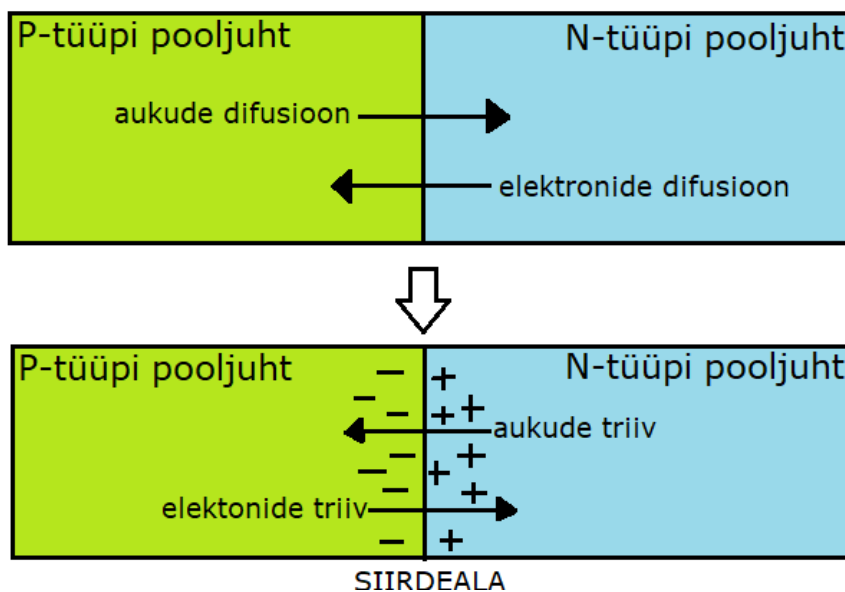 P-tüüpi pooljuht
N-tüüpi pooljuht
aukude difusioon
elektronide difusioon
P-tüüpi pooljuht
N-tüüpi pooljuht
aukude triiv
elektonide triiv
SIIRDEALA